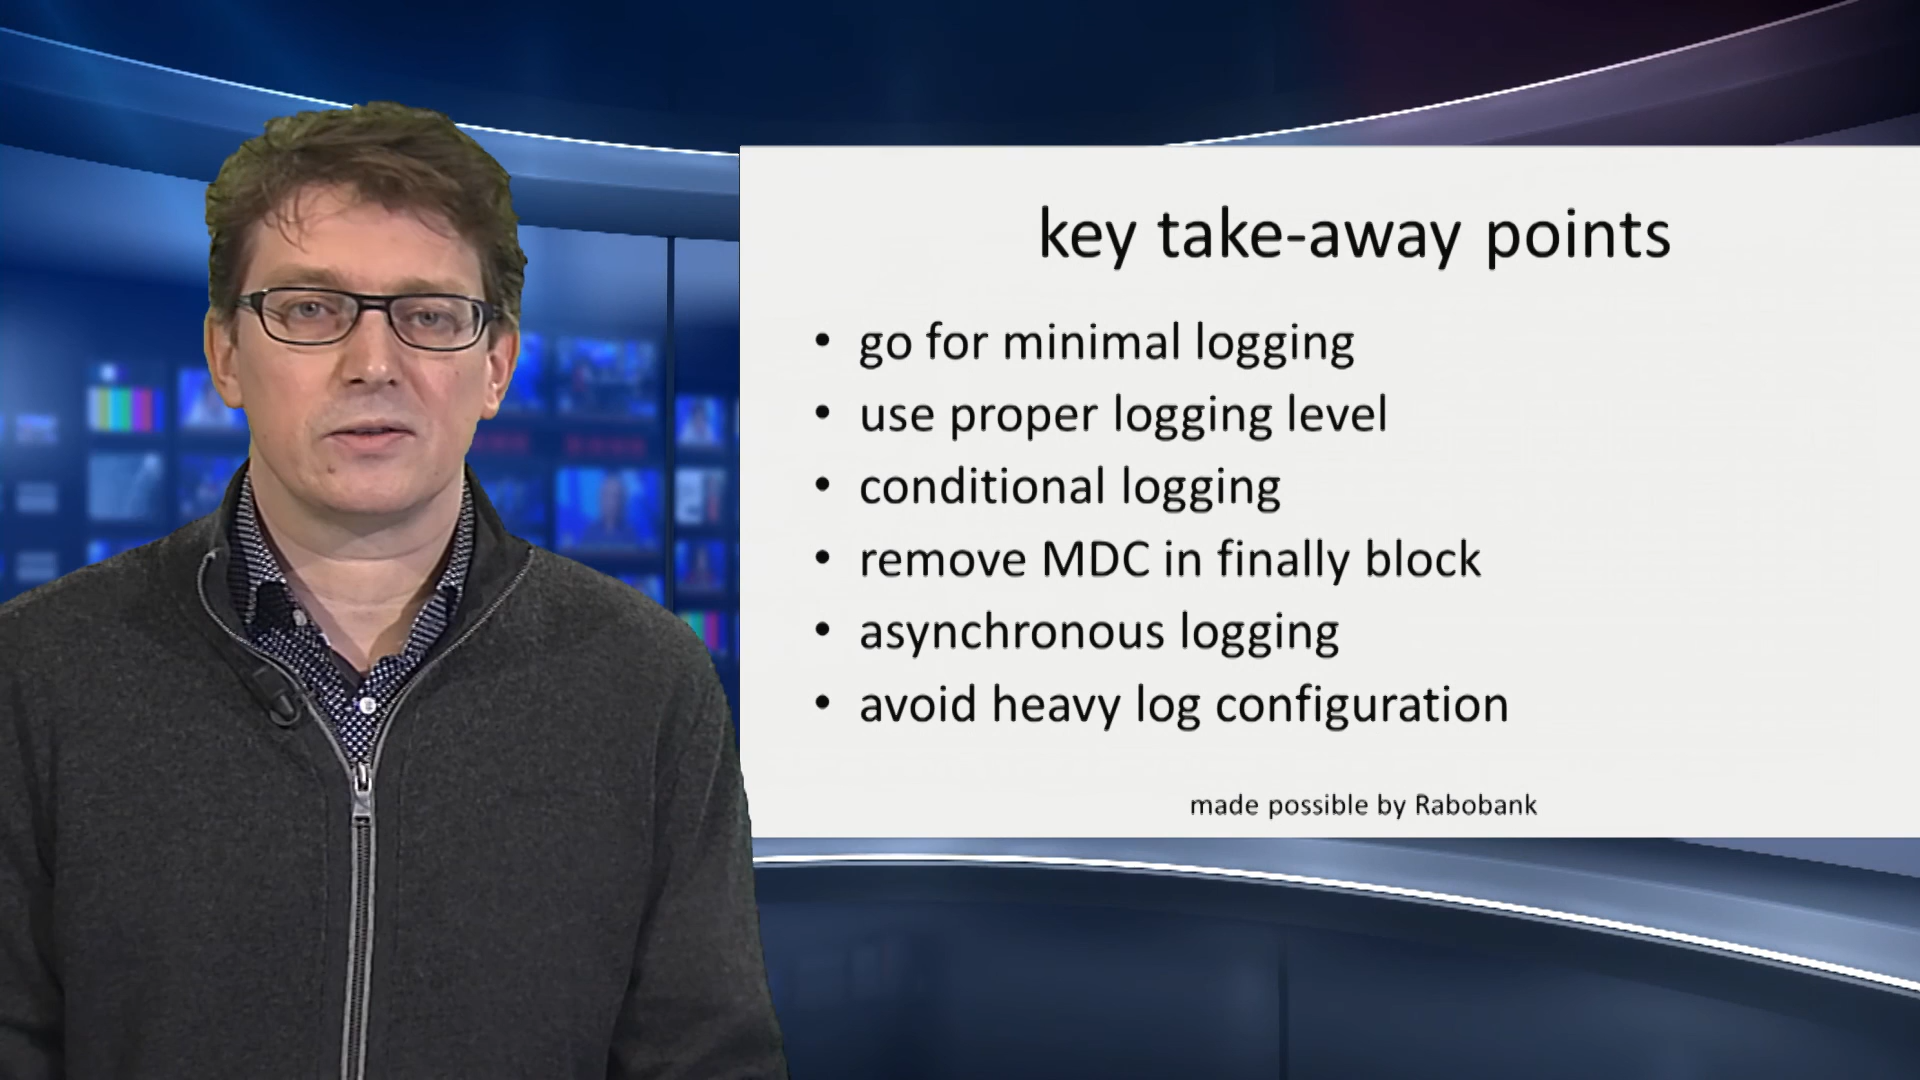 key take-away points
• go for minimal logging
• use proper logging level
• conditional logging
• remove MDC in finally block
• asynchronous logging
• avoid heavy log configuration
made possible by Rabobank